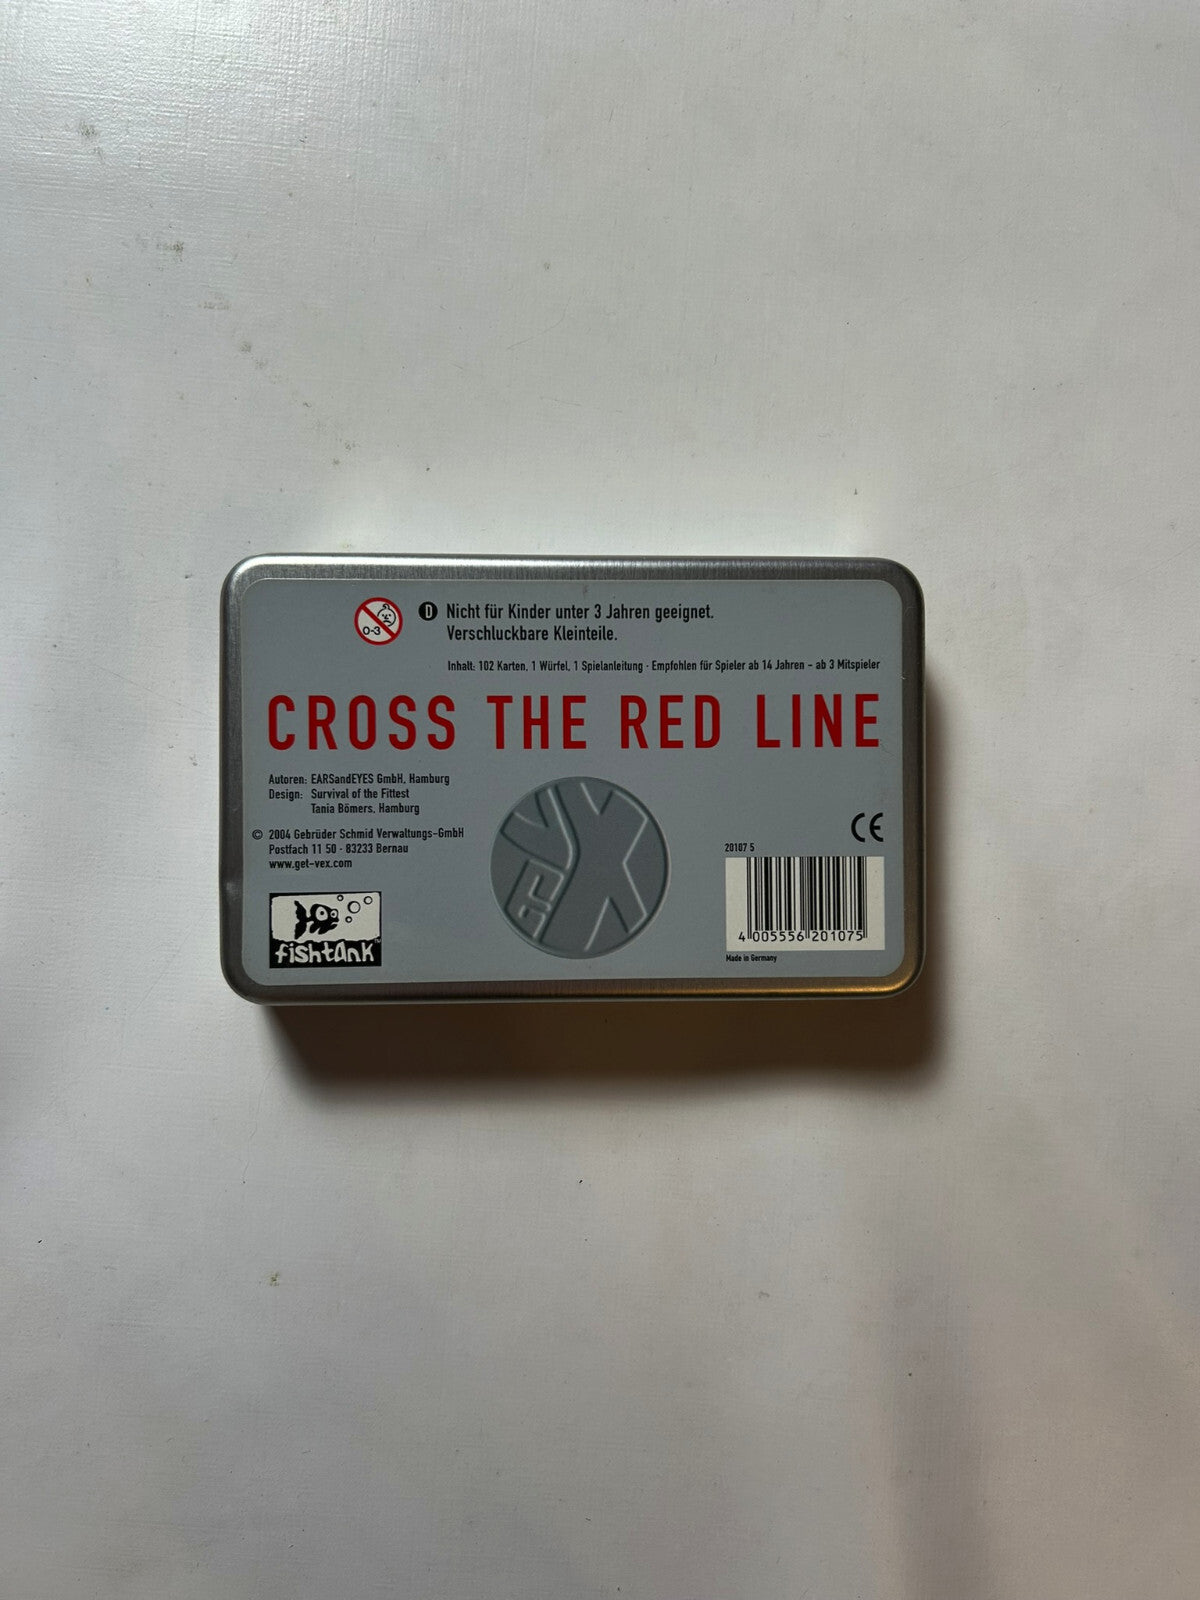 0-3
D Nicht für Kinder unter 3 Jahren geeignet.
Verschluckbare Kleinteile.
Inhalt: 102 Karten, 1 Würfel, 1 Spielanleitung · Empfohlen für Spieler ab 14 Jahren - ab 3 Mitspieler
CROSS THE RED LINE
Autoren: EARSandEYES GmbH, Hamburg
Design: Survival of the Fittest
Tania Bömers, Hamburg
© 2004 Gebrüder Schmid Verwaltungs-GmbH
Postfach 11 50 · 83233 Bernau
www.get-vex.com
fishtank™
CE
20107 5
4 005556 201075
Made in Germany